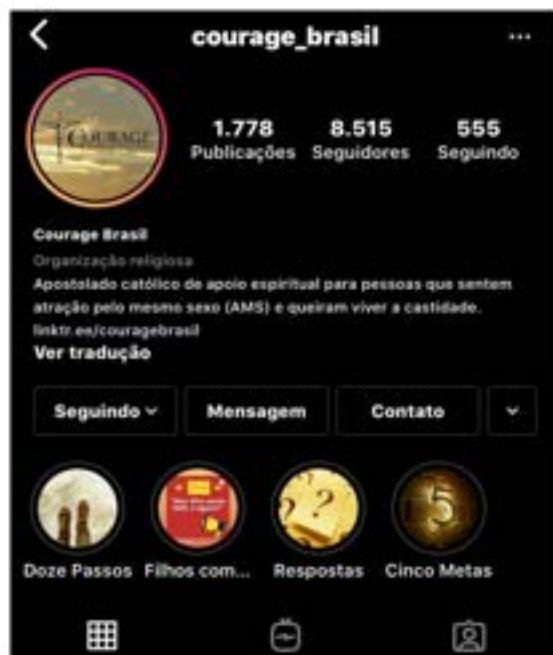 courage_brasil
COURAGE
1.778 8.515 555
Publicações Seguidores Seguindo
Courage Brasil
Organização religiosa
Apostolado católico de apoio espiritual para pessoas que sentem
atração pelo mesmo sexo (AMS) e queiram viver a castidade.
linktr.ee/couragebrasil
Ver tradução
Seguindo Mensagem Contato
? ?
5
Doze Passos Filhos com... Respostas Cinco Metas